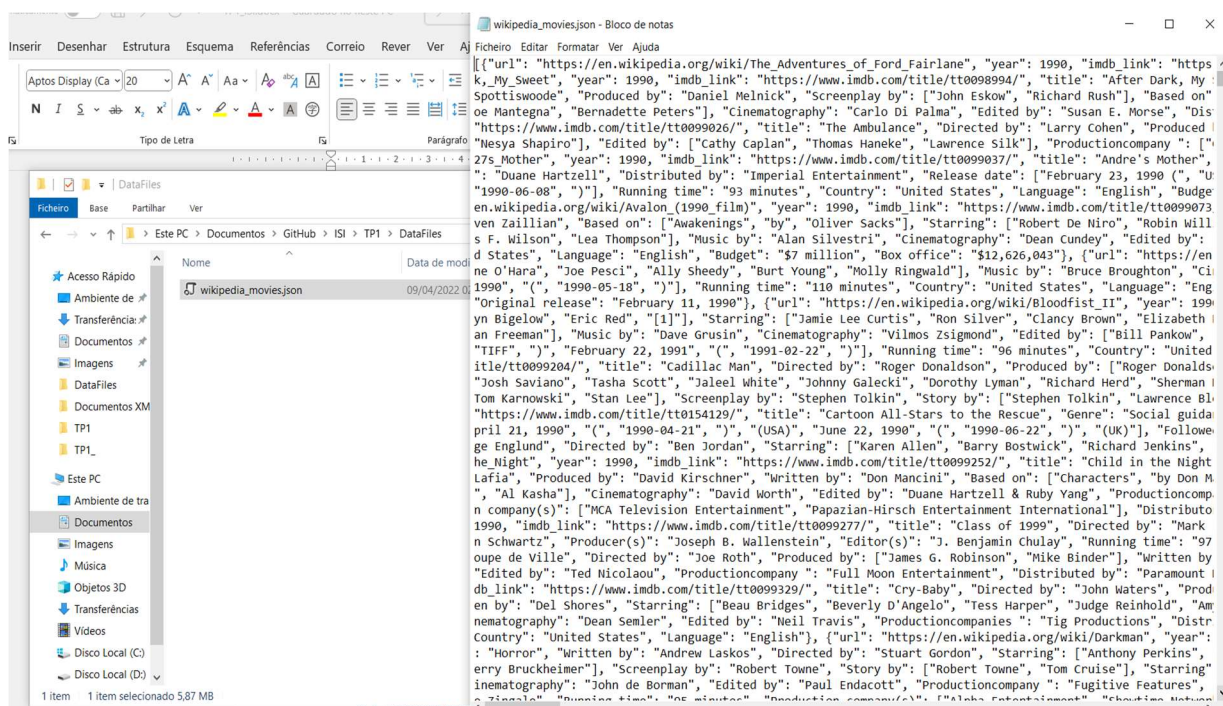 Inserir Desenhar Estrutura Esquema Referências Correio Rever Ver Aj
Aptos Display (Ca 20 A^ Aˇ Aa A abc A
N I S ab x, x² A A A
Tipo de Letra Parágrafo
1 1 2 1 3 1 4
DataFiles
Ficheiro Base Partilhar Ver
Este PC > Documentos > GitHub > ISI > TP1 > DataFiles
Nome Data de modi
wikipedia_movies.json 09/04/2022 0
Acesso Rápido
Ambiente de
Transferência:
Documentos
Imagens
DataFiles
Documentos XM
TP1
TP1_
Este PC
Ambiente de tra
Documentos
Imagens
Música
Objetos 3D
Transferências
Vídeos
Disco Local (C:)
Disco Local (D:)
1 item 1 item selecionado 5,87 MB
wikipedia_movies.json - Bloco de notas
Ficheiro Editar Formatar Ver Ajuda
[{"url": "https://en.wikipedia.org/wiki/The_Adventures_of_Ford_Fairlane", "year": 1990, "imdb_link": "https
k,_My_Sweet", "year": 1990, "imdb_link": "https://www.imdb.com/title/tt0098994/", "title": "After Dark, My
Spottiswoode", "Produced by": "Daniel Melnick", "Screenplay by": ["John Eskow", "Richard Rush"], "Based on"
oe Mantegna", "Bernadette Peters"], "Cinematography": "Carlo Di Palma", "Edited by": "Susan E. Morse", "Dis
"https://www.imdb.com/title/tt0099026/", "title": "The Ambulance", "Directed by": "Larry Cohen", "Produced
"Nesya Shapiro"], "Edited by": ["Cathy Caplan", "Thomas Haneke", "Lawrence Silk"], "Productioncompany ": ["
27s_Mother", "year": 1990, "imdb_link": "https://www.imdb.com/title/tt0099037/", "title": "Andre's Mother",
": "Duane Hartzell", "Distributed by": "Imperial Entertainment", "Release date": ["February 23, 1990 (", "U
"1990-06-08", ")"], "Running time": "93 minutes", "Country": "United States", "Language": "English", "Budge
en.wikipedia.org/wiki/Avalon_(1990_film)", "year": 1990, "imdb_link": "https://www.imdb.com/title/tt0099073
ven Zaillian", "Based on": ["Awakenings", "by", "Oliver Sacks"], "Starring": ["Robert De Niro", "Robin Will
s F. Wilson", "Lea Thompson"], "Music by": "Alan Silvestri", "Cinematography": "Dean Cundey", "Edited by":
d States", "Language": "English", "Budget": "$7 million", "Box office": "$12,626,043"}, {"url": "https://en
ne O'Hara", "Joe Pesci", "Ally Sheedy", "Burt Young", "Molly Ringwald"], "Music by": "Bruce Broughton", "Ci
1990", "(", "1990-05-18", ")"], "Running time": "110 minutes", "Country": "United States", "Language": "Eng
"Original release": "February 11, 1990"}, {"url": "https://en.wikipedia.org/wiki/Bloodfist_II", "year": 199
yn Bigelow", "Eric Red", "[1]"], "Starring": ["Jamie Lee Curtis", "Ron Silver", "Clancy Brown", "Elizabeth
an Freeman"], "Music by": "Dave Grusin", "Cinematography": "Vilmos Zsigmond", "Edited by": ["Bill Pankow",
"TIFF", ")", "February 22, 1991", "(", "1991-02-22", ")"], "Running time": "96 minutes", "Country": "United
itle/tt0099204/", "title": "Cadillac Man", "Directed by": "Roger Donaldson", "Produced by": ["Roger Donalds
"Josh Saviano", "Tasha Scott", "Jaleel White", "Johnny Galecki", "Dorothy Lyman", "Richard Herd", "Sherman
Tom Karnowski", "Stan Lee"], "Screenplay by": "Stephen Tolkin", "Story by": ["Stephen Tolkin", "Lawrence Bl
"https://www.imdb.com/title/tt0154129/", "title": "Cartoon All-Stars to the Rescue", "Genre": "Social guida
pril 21, 1990", "(", "1990-04-21", ")", "(USA)", "June 22, 1990", "(", "1990-06-22", ")", "(UK)"], "Followe
ge Englund", "Directed by": "Ben Jordan", "Starring": ["Karen Allen", "Barry Bostwick", "Richard Jenkins",
he_Night", "year": 1990, "imdb_link": "https://www.imdb.com/title/tt0099252/", "title": "Child in the Night
Lafia", "Produced by": "David Kirschner", "Written by": "Don Mancini", "Based on": ["Characters", "by Don M
", "Al Kasha"], "Cinematography": "David Worth", "Edited by": "Duane Hartzell & Ruby Yang", "Productioncomp
n company(s)": ["MCA Television Entertainment", "Papazian-Hirsch Entertainment International"], "Distributo
1990, "imdb_link": "https://www.imdb.com/title/tt0099277/", "title": "Class of 1999", "Directed by": "Mark
n Schwartz", "Producer(s)": "Joseph B. Wallenstein", "Editor(s)": "J. Benjamin Chulay", "Running time": "97
oupe de Ville", "Directed by": "Joe Roth", "Produced by": ["James G. Robinson", "Mike Binder"], "Written by
"Edited by": "Ted Nicolaou", "Productioncompany ": "Full Moon Entertainment", "Distributed by": "Paramount
db_link": "https://www.imdb.com/title/tt0099329/", "title": "Cry-Baby", "Directed by": "John Waters", "Prod
en by": "Del Shores", "Starring": ["Beau Bridges", "Beverly D'Angelo", "Tess Harper", "Judge Reinhold", "Am
nematography": "Dean Semler", "Edited by": "Neil Travis", "Productioncompanies ": "Tig Productions", "Distr
Country": "United States", "Language": "English"}, {"url": "https://en.wikipedia.org/wiki/Darkman", "year":
: "Horror", "Written by": "Andrew Laskos", "Directed by": "Stuart Gordon", "Starring": ["Anthony Perkins",
erry Bruckheimer"], "Screenplay by": "Robert Towne", "Story by": ["Robert Towne", "Tom Cruise"], "Starring"
inematography": "John de Borman", "Edited by": "Paul Endacott", "Productioncompany ": "Fugitive Features",